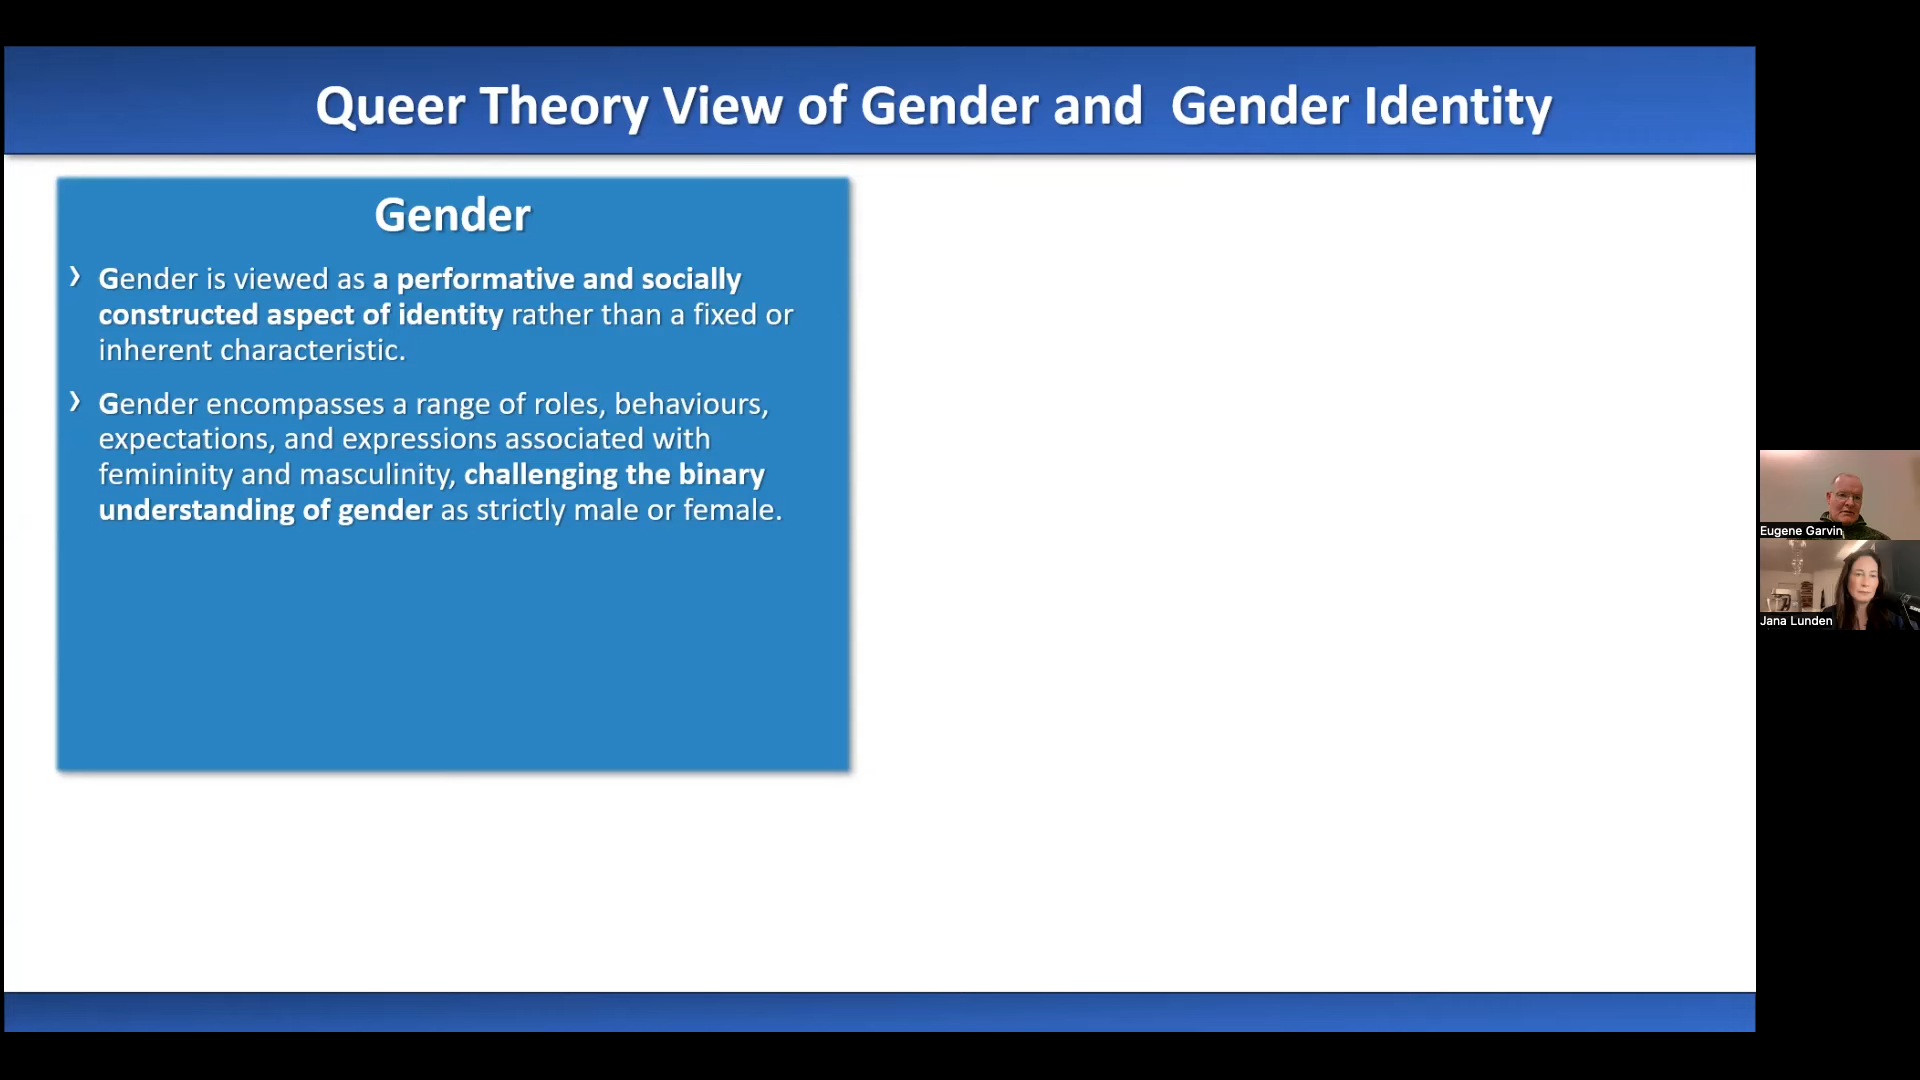 Queer Theory View of Gender and  Gender Identity
Gender
❯ Gender is viewed as a performative and socially
constructed aspect of identity rather than a fixed or
inherent characteristic.
❯ Gender encompasses a range of roles, behaviours,
expectations, and expressions associated with
femininity and masculinity, challenging the binary
understanding of gender as strictly male or female.
Eugene Garvin
Jana Lunden